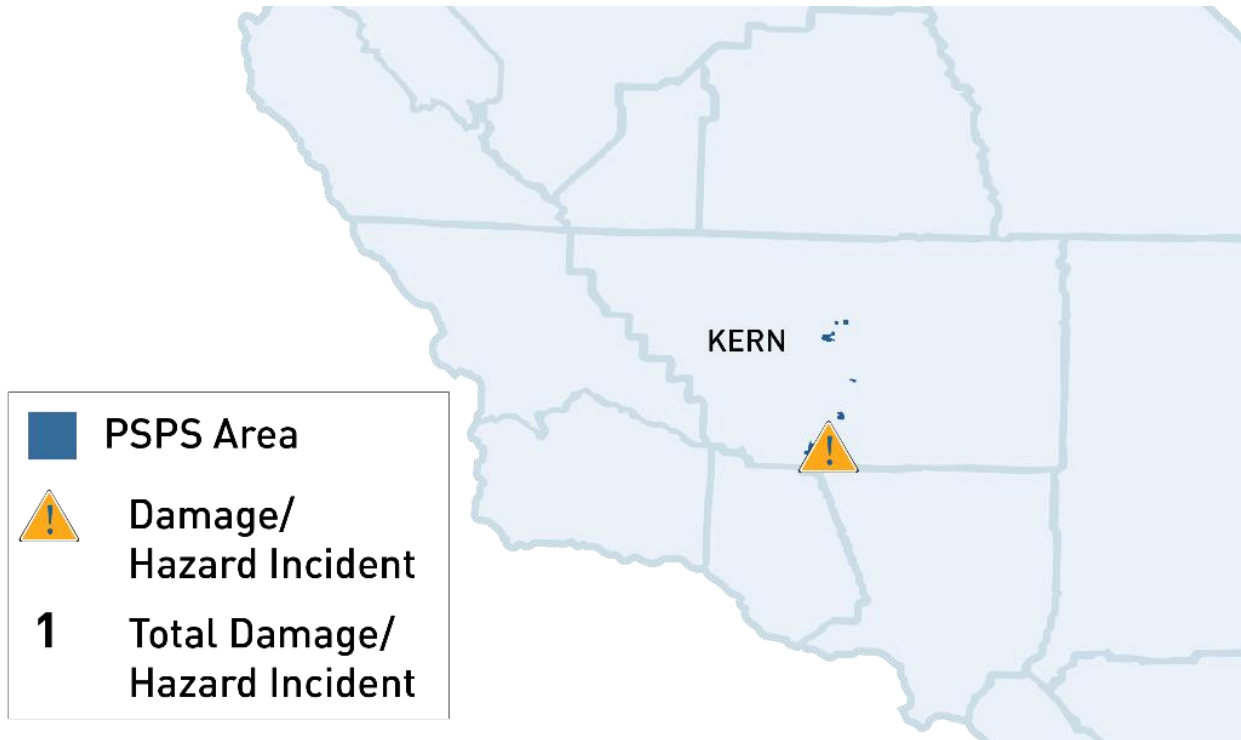 KERN
PSPS Area
!
!
Damage/
Hazard Incident
1
Total Damage/
Hazard Incident